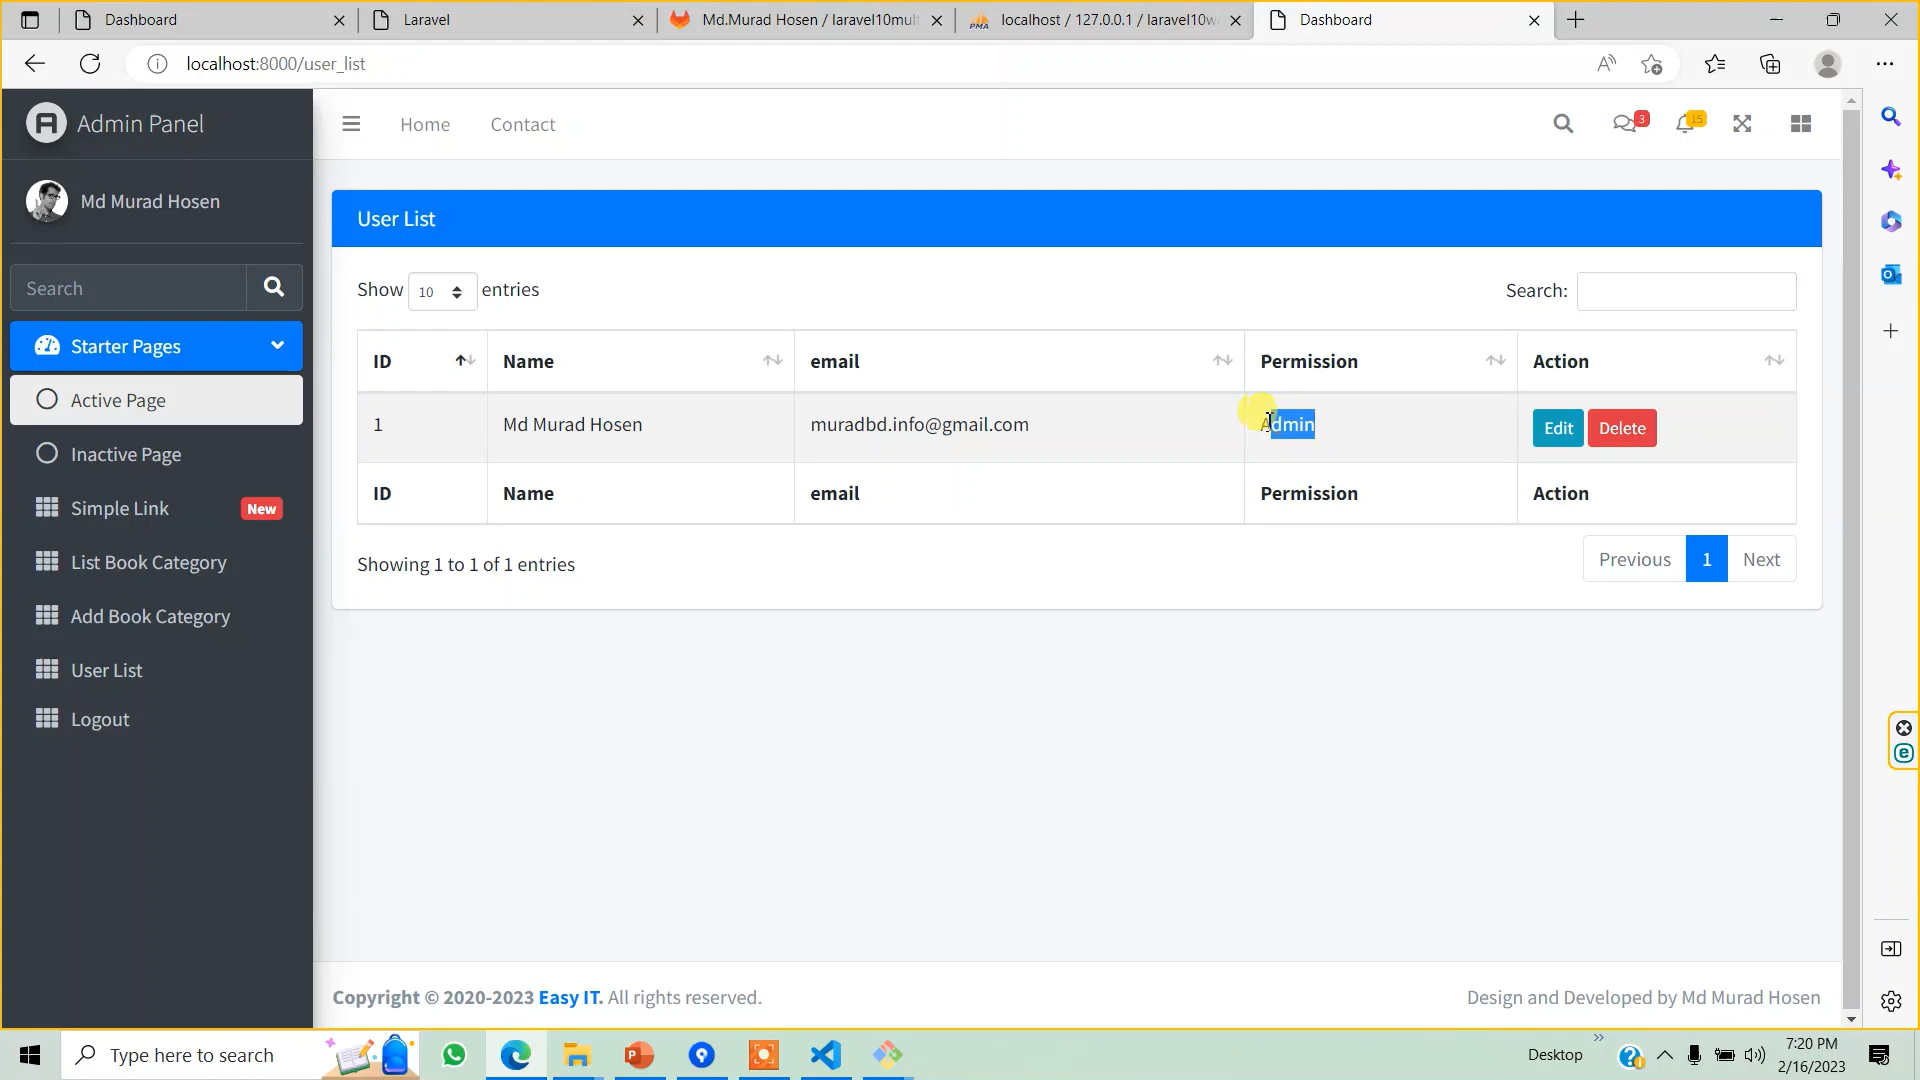 Dashboard
Laravel
Md.Murad Hosen / laravel10mul
localhost / 127.0.0.1 / laravel10w
Dashboard
localhost:8000/user_list
Admin Panel
Home
Contact
3
15
Md Murad Hosen
User List
Search
Show 10 entries
Search:
Starter Pages
ID
Name
email
Permission
Action
Active Page
1
Md Murad Hosen
muradbd.info@gmail.com
Admin
Edit
Delete
Inactive Page
ID
Name
email
Permission
Action
Simple Link
New
List Book Category
Showing 1 to 1 of 1 entries
Previous
1
Next
Add Book Category
User List
Logout
Copyright © 2020-2023 Easy IT. All rights reserved.
Design and Developed by Md Murad Hosen
Type here to search
Desktop
7:20 PM
2/16/2023